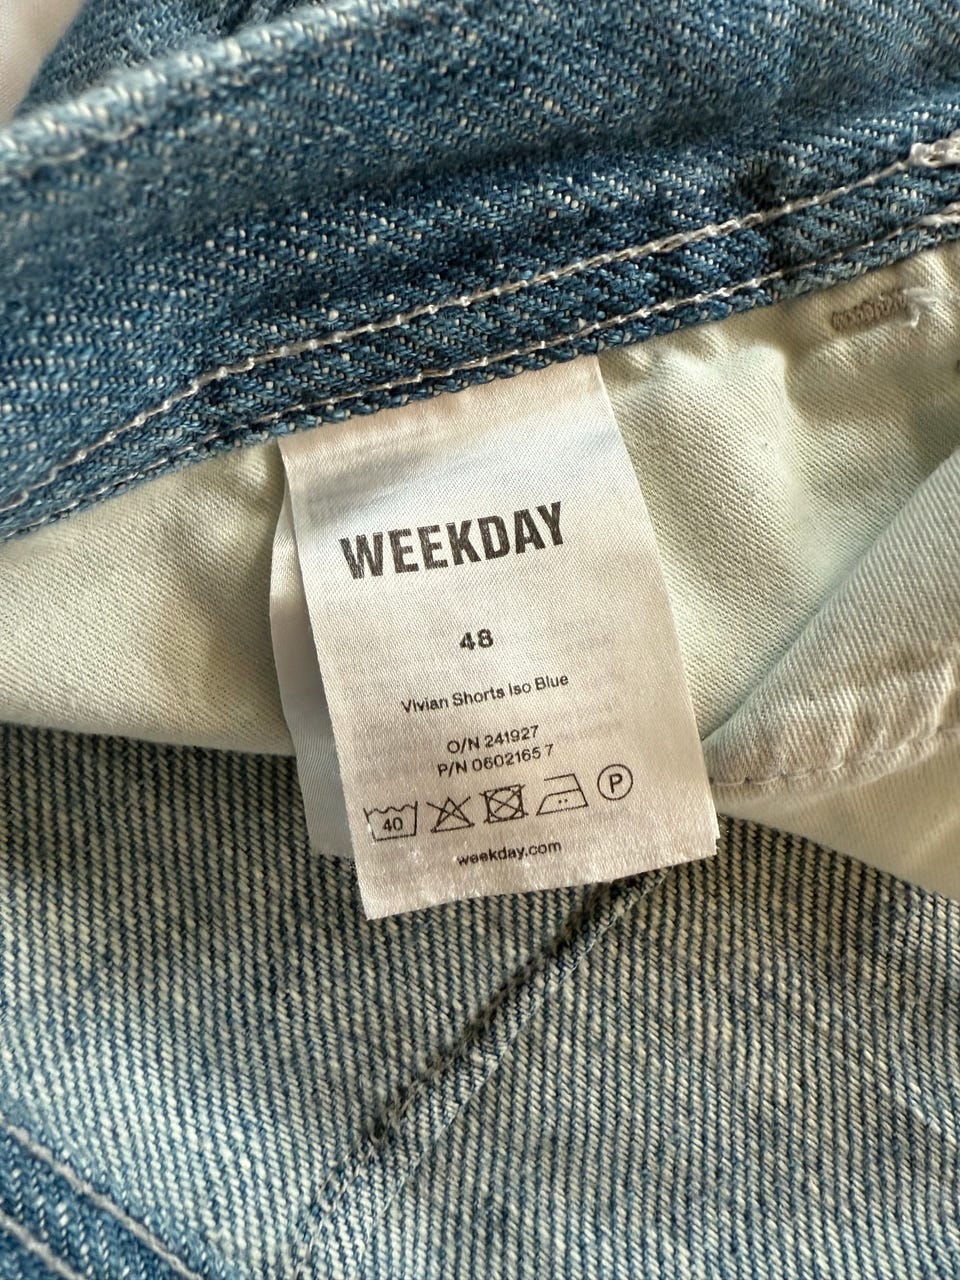 WEEKDAY
48
Vivian Shorts Iso Blue
O/N 241927
P/N 0602165 7
40 P
weekday.com